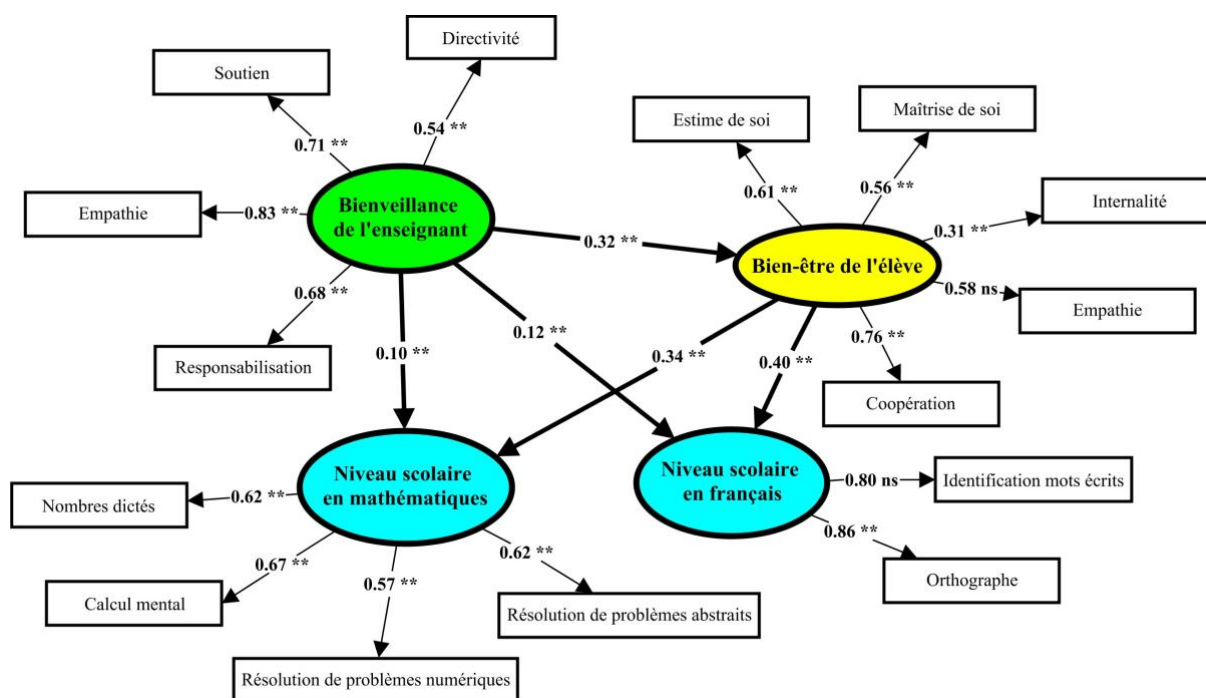 Directivité
Soutien
Maîtrise de soi
Estime de soi
0.54 **
0.71 **
0.61 **
0.56 **
Empathie
0.83 **
Bienveillance
de l'enseignant
Internalité
0.31 **
0.32 **
Bien-être de l'élève
0.58 ns
Empathie
0.68 **
0.12 **
0.76 **
Responsabilisation
0.10 **
0.34 **
0.40 **
Coopération
Niveau scolaire
en mathématiques
Niveau scolaire
en français
0.80 ns
Identification mots écrits
Nombres dictés
0.62 **
0.86 **
Orthographe
0.67 **
0.57 **
0.62 **
Calcul mental
Résolution de problèmes abstraits
Résolution de problèmes numériques